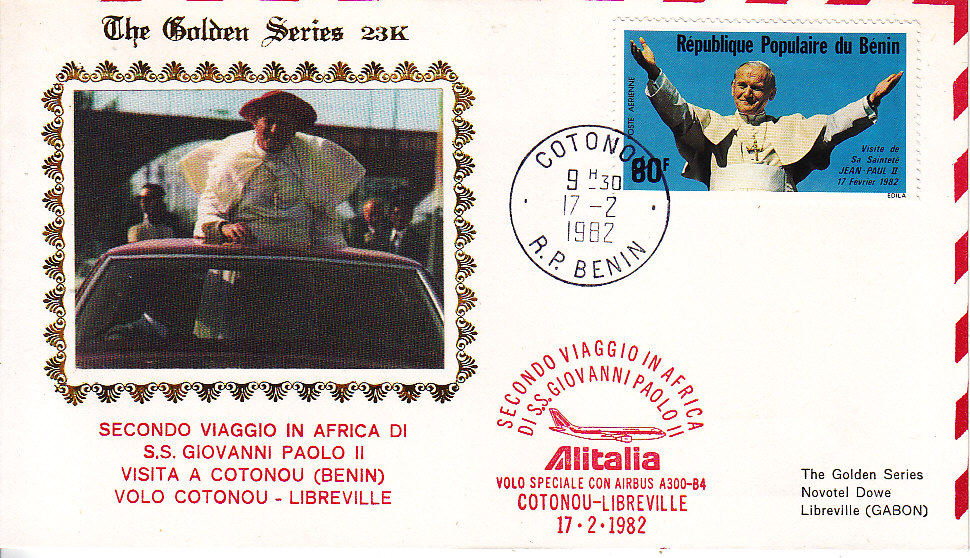 The Golden Series 23K
République Populaire du Bénin
POSTE AERIENNE
Visite de
Sa Sainteté
JEAN-PAUL II
17 Février 1982
80F
EDILA
COTONOU
9 H 30
17-2
1982
R.P. BENIN
SECONDO VIAGGIO IN AFRICA DI
S.S. GIOVANNI PAOLO II
VISITA A COTONOU (BENIN)
VOLO COTONOU - LIBREVILLE
SECONDO VIAGGIO IN AFRICA
DI S.S. GIOVANNI PAOLO II
Alitalia
VOLO SPECIALE CON AIRBUS A300-B4
COTONOU-LIBREVILLE
17·2·1982
The Golden Series
Novotel Dowe
Libreville (GABON)